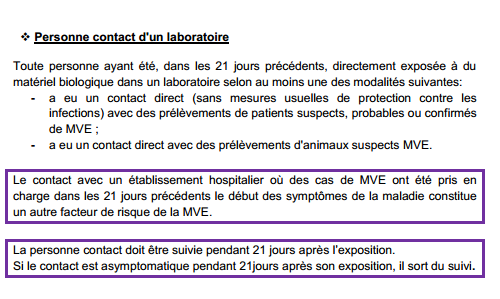 ❖ Personne contact d'un laboratoire
Toute personne ayant été, dans les 21 jours précédents, directement exposée à du
matériel biologique dans un laboratoire selon au moins une des modalités suivantes:
- a eu un contact direct (sans mesures usuelles de protection contre les
infections) avec des prélèvements de patients suspects, probables ou confirmés
de MVE ;
- a eu un contact direct avec des prélèvements d'animaux suspects MVE.
Le contact avec un établissement hospitalier où des cas de MVE ont été pris en
charge dans les 21 jours précédents le début des symptômes de la maladie constitue
un autre facteur de risque de la MVE.
La personne contact doit être suivie pendant 21 jours après l'exposition.
Si le contact est asymptomatique pendant 21jours après son exposition, il sort du suivi.